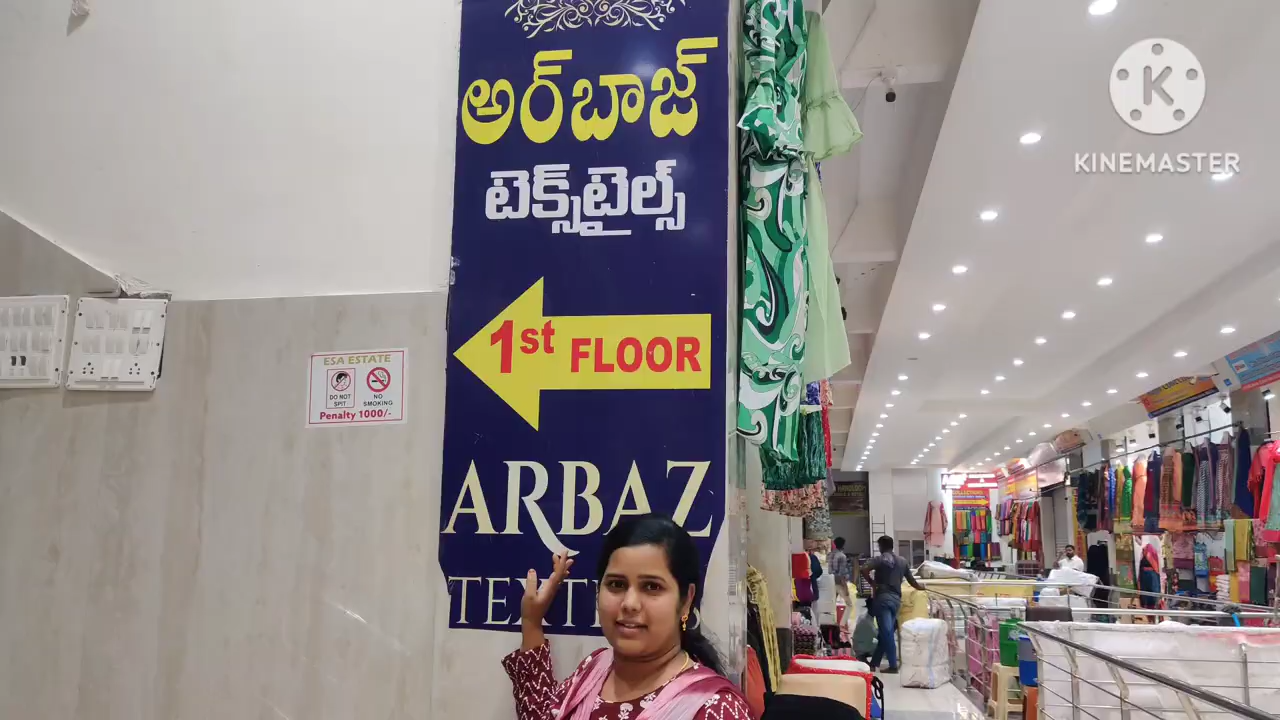 అర్‌బాజ్
టెక్స్‌టైల్స్
1st FLOOR
ARBAZ
ESA ESTATE
DO NOT SPIT
NO SMOKING
Penalty 1000/-
K
KINEMASTER